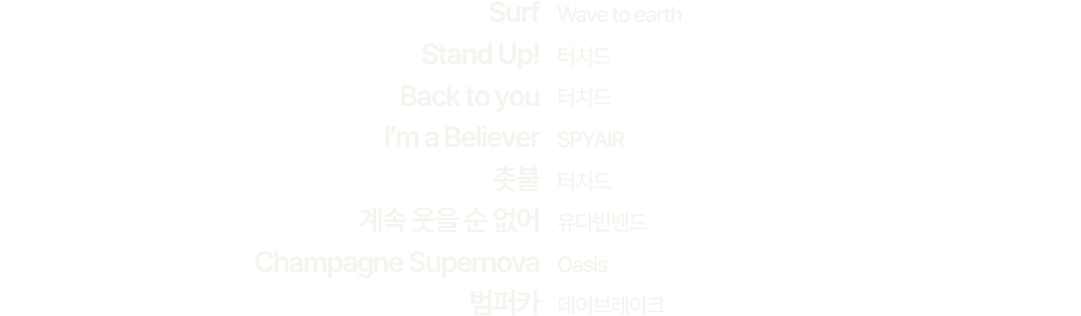 Surf Wave to earth
Stand Up! 터치드
Back to you 터치드
I'm a Believer SPYAIR
촛불 터치드
계속 웃을 순 없어 유다빈밴드
Champagne Supernova Oasis
범퍼카 데이브레이크